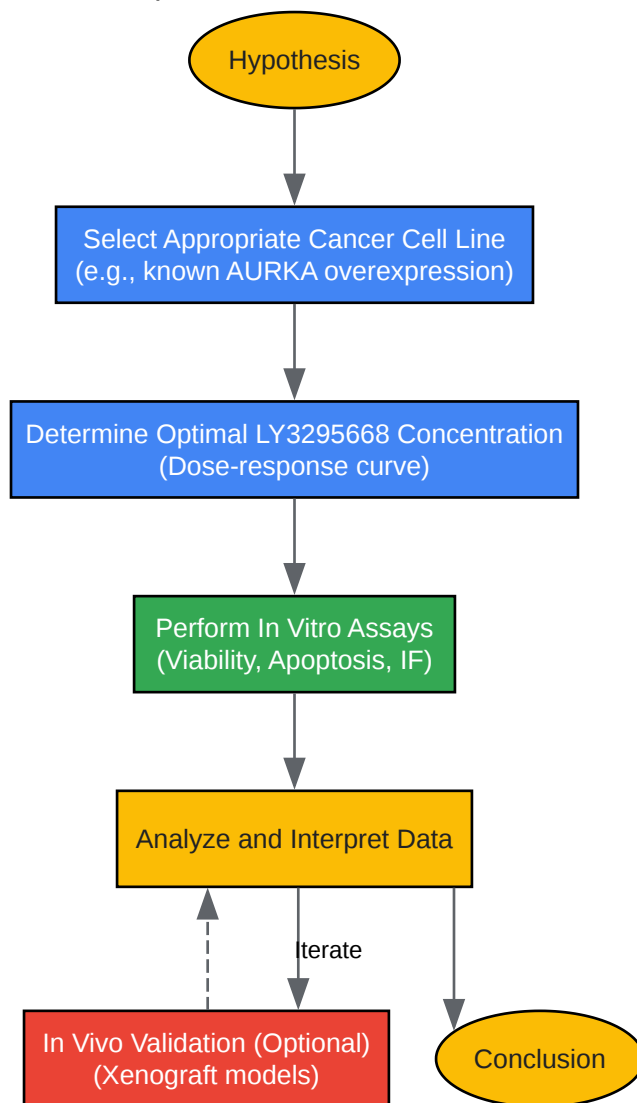 Hypothesis
Select Appropriate Cancer Cell Line
(e.g., known AURKA overexpression)
Determine Optimal LY3295668 Concentration
(Dose-response curve)
Perform In Vitro Assays
(Viability, Apoptosis, IF)
Analyze and Interpret Data
Iterate
In Vivo Validation (Optional)
(Xenograft models)
Conclusion